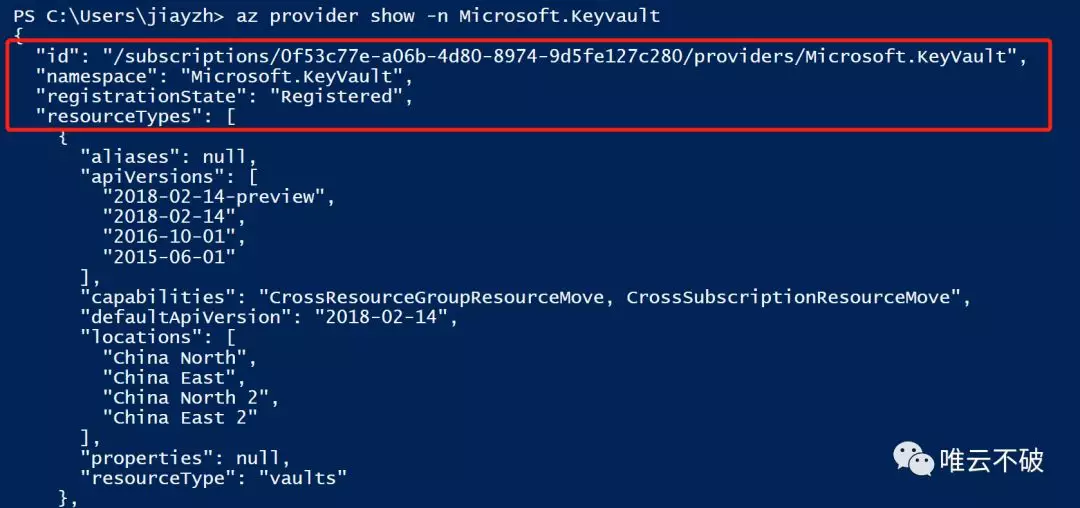 PS C:\Users\jiayzh> az provider show -n Microsoft.Keyvault
{
  "id": "/subscriptions/0f53c77e-a06b-4d80-8974-9d5fe127c280/providers/Microsoft.KeyVault",
  "namespace": "Microsoft.KeyVault",
  "registrationState": "Registered",
  "resourceTypes": [
    {
      "aliases": null,
      "apiVersions": [
        "2018-02-14-preview",
        "2018-02-14",
        "2016-10-01",
        "2015-06-01"
      ],
      "capabilities": "CrossResourceGroupResourceMove, CrossSubscriptionResourceMove",
      "defaultApiVersion": "2018-02-14",
      "locations": [
        "China North",
        "China East",
        "China North 2",
        "China East 2"
      ],
      "properties": null,
      "resourceType": "vaults"
    },
唯云不破